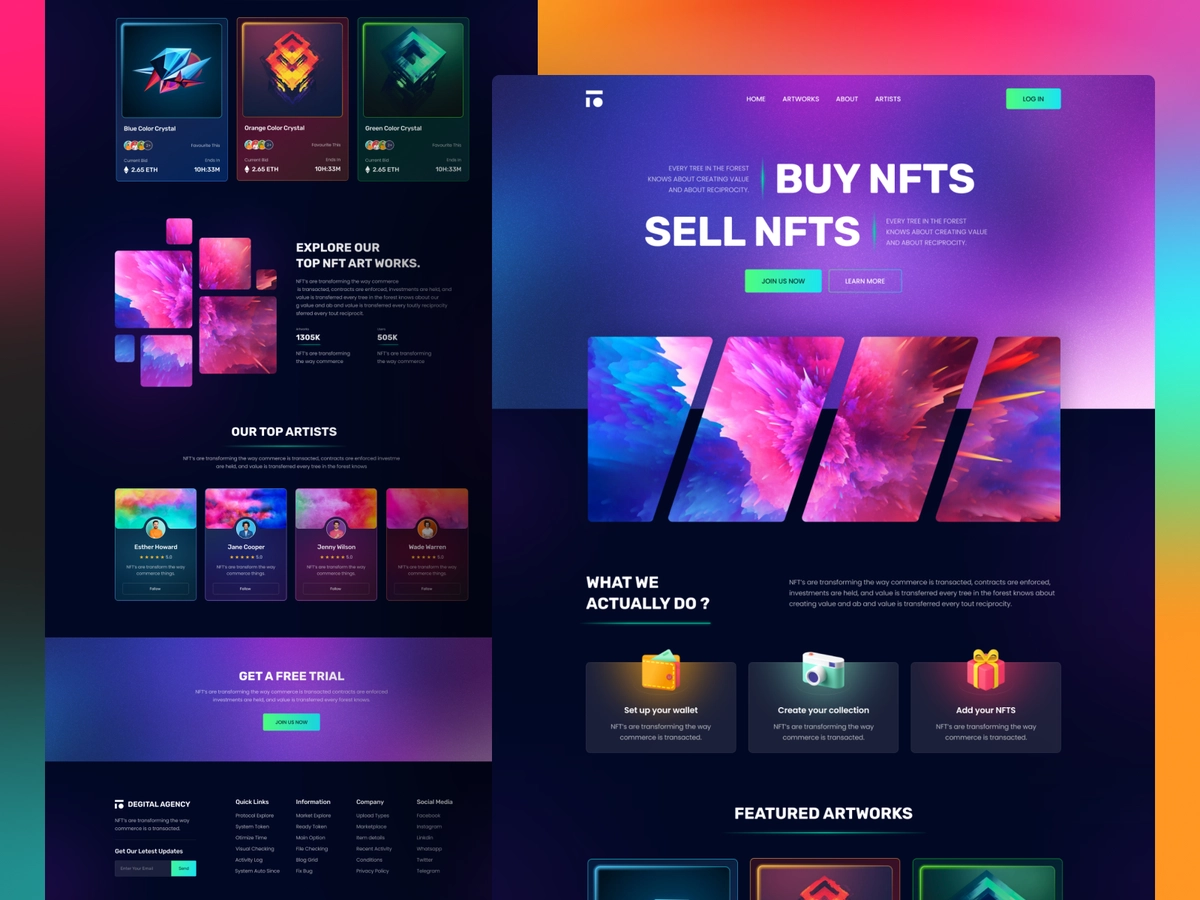 Blue Color Crystal
Favourite This
Current Bid
Ends in
2.65 ETH
10H:33M
Orange Color Crystal
Favourite This
Current Bid
Ends in
2.65 ETH
10H:33M
Green Color Crystal
Favourite This
Current Bid
Ends in
2.65 ETH
10H:33M
EXPLORE OUR
TOP NFT ART WORKS.
NFT's are transforming the way commerce
is transacted, contracts are enforced, investments are held, and
value is transferred every tree in the forest knows about our
g value and ab and value is transferred every toutly reciprocity
sferred every tout reciprocit
1305K
NFT's are transforming
the way commerce
505K
NFT's are transforming
the way commerce
OUR TOP ARTISTS
NFT's are transforming the way commerce is transacted, contracts are enforced investme
are held, and value is transferred every tree in the forest knows
Esther Howard
5.0
NFT's are transform the way
commerce things.
Follow
Jane Cooper
5.0
NFT's are transform the way
commerce things.
Follow
Jenny Wilson
5.0
NFT's are transform the way
commerce things.
Follow
Wade Warren
5.0
NFT's are transform the way
commerce things.
Follow
GET A FREE TRIAL
NFT's are transforming the way commerce is transacted contracts are enforced
investments are held, and value is transferred every tree in the forest knows
JOIN US NOW
DEGITAL AGENCY
NFT's are transforming the way
commerce is a transacted.
Get Our Letest Updates
Enter Your Email
Send
Quick Links
Protocol Explore
System Token
Otimize Time
Visual Checking
Activity Log
System Auto Since
Information
Market Explore
Ready Token
Main Option
File Checking
Blog Grid
Fix Bug
Company
Upload Types
Marketplace
Item details
Recent Activity
Conditions
Privacy Policy
Social Media
Facebook
Instagram
Linkdin
Whatsapp
Twitter
Telegram
HOME
ARTWORKS
ABOUT
ARTISTS
LOG IN
EVERY TREE IN THE FOREST
KNOWS ABOUT CREATING VALUE
AND ABOUT RECIPROCITY.
BUY NFTS
SELL NFTS
EVERY TREE IN THE FOREST
KNOWS ABOUT CREATING VALUE
AND ABOUT RECIPROCITY.
JOIN US NOW
LEARN MORE
WHAT WE
ACTUALLY DO ?
NFT's are transforming the way commerce is transacted, contracts are enforced,
investments are held, and value is transferred every tree in the forest knows about
creating value and ab and value is transferred every tout reciprocity.
Set up your wallet
NFT's are transforming the way
commerce is transacted.
Create your collection
NFT's are transforming the way
commerce is transacted.
Add your NFTS
NFT's are transforming the way
commerce is transacted.
FEATURED ARTWORKS